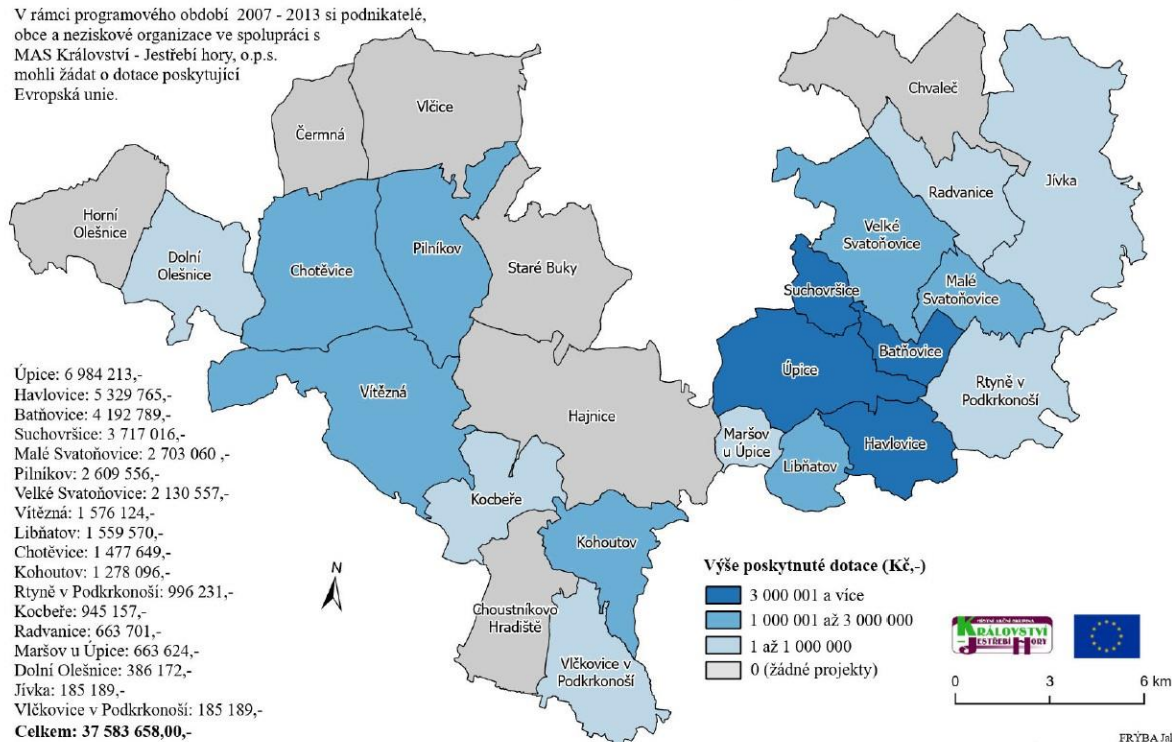 V rámci programového období 2007 - 2013 si podnikatelé,
obce a neziskové organizace ve spolupráci s
MAS Království - Jestřebí hory, o.p.s.
mohli žádat o dotace poskytující
Evropská unie.
Vlčice
Čermná
Horní
Olešnice
Dolní
Olešnice
Chotěvice
Pilníkov
Staré Buky
Vítězná
Hajnice
Kocbeře
Kohoutov
Choustníkovo
Hradiště
Vlčkovice v
Podkrkonoší
Chvaleč
Radvanice
Jívka
Velké
Svatoňovice
Suchovršice
Malé
Svatoňovice
Batňovice
Úpice
Rtyně v
Podkrkonoší
Maršov
u Úpice
Libňatov
Havlovice
Úpice: 6 984 213,-
Havlovice: 5 329 765,-
Batňovice: 4 192 789,-
Suchovršice: 3 717 016,-
Malé Svatoňovice: 2 703 060 ,-
Pilníkov: 2 609 556,-
Velké Svatoňovice: 2 130 557,-
Vítězná: 1 576 124,-
Libňatov: 1 559 570,-
Chotěvice: 1 477 649,-
Kohoutov: 1 278 096,-
Rtyně v Podkrkonoší: 996 231,-
Kocbeře: 945 157,-
Radvanice: 663 701,-
Maršov u Úpice: 663 624,-
Dolní Olešnice: 386 172,-
Jívka: 185 189,-
Vlčkovice v Podkrkonoší: 185 189,-
Celkem: 37 583 658,00,-
N
Výše poskytnuté dotace (Kč,-)
3 000 001 a více
1 000 001 až 3 000 000
1 až 1 000 000
0 (žádné projekty)
MÍSTNÍ AKČNÍ SKUPINA
KRÁLOVSTVÍ
-JESTŘEBÍ HORY
0 3 6 km
FRÝBA Jal